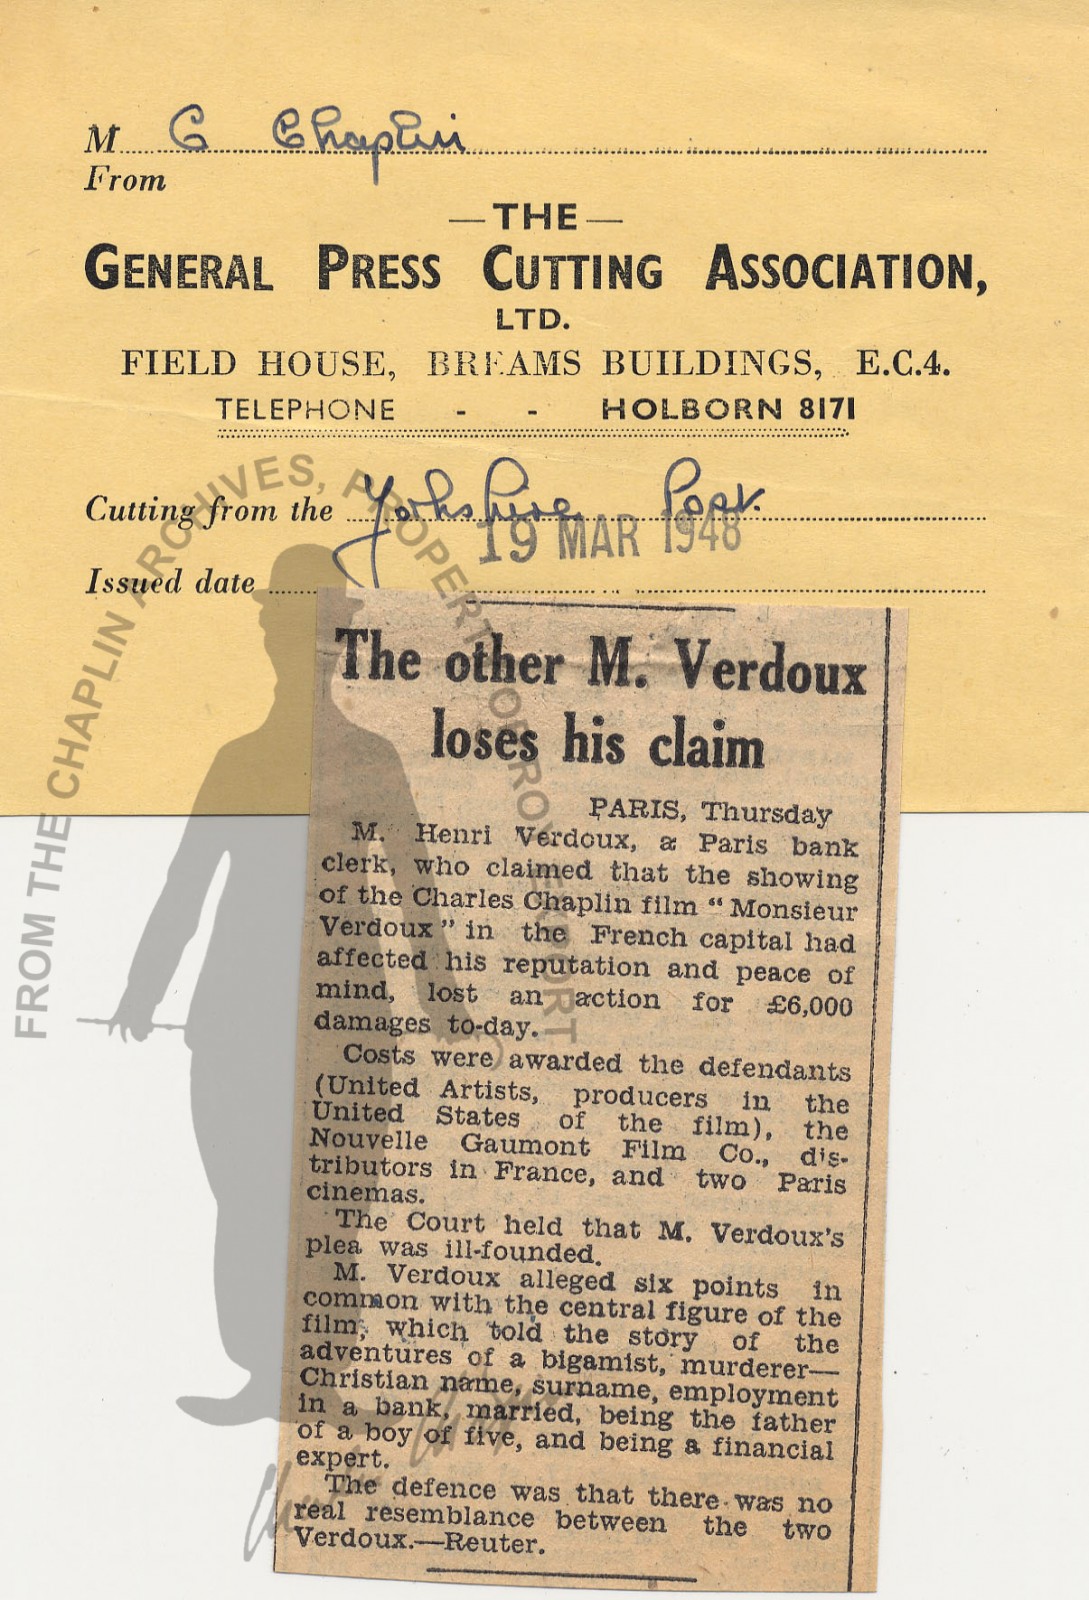 M C Chaplin
From
—THE—
GENERAL PRESS CUTTING ASSOCIATION,
LTD.
FIELD HOUSE, BREAMS BUILDINGS, E.C.4.
TELEPHONE - - HOLBORN 8171
Cutting from the Yorkshire Post.
19 MAR 1948
Issued date
The other M. Verdoux
loses his claim
PARIS, Thursday
M. Henri Verdoux, a Paris bank
clerk, who claimed that the showing
of the Charles Chaplin film “Monsieur
Verdoux” in the French capital had
affected his reputation and peace of
mind, lost an action for £6,000
damages to-day.
Costs were awarded the defendants
(United Artists, producers in the
United States of the film), the
Nouvelle Gaumont Film Co., dis-
tributors in France, and two Paris
cinemas.
The Court held that M. Verdoux's
plea was ill-founded.
M. Verdoux alleged six points in
common with the central figure of the
film, which told the story of the
adventures of a bigamist, murderer—
Christian name, surname, employment
in a bank, married, being the father
of a boy of five, and being a financial
expert.
The defence was that there was no
real resemblance between the two
Verdoux.—Reuter.
FROM THE CHAPLIN ARCHIVES, PROPERTY OF ROY EXPORT